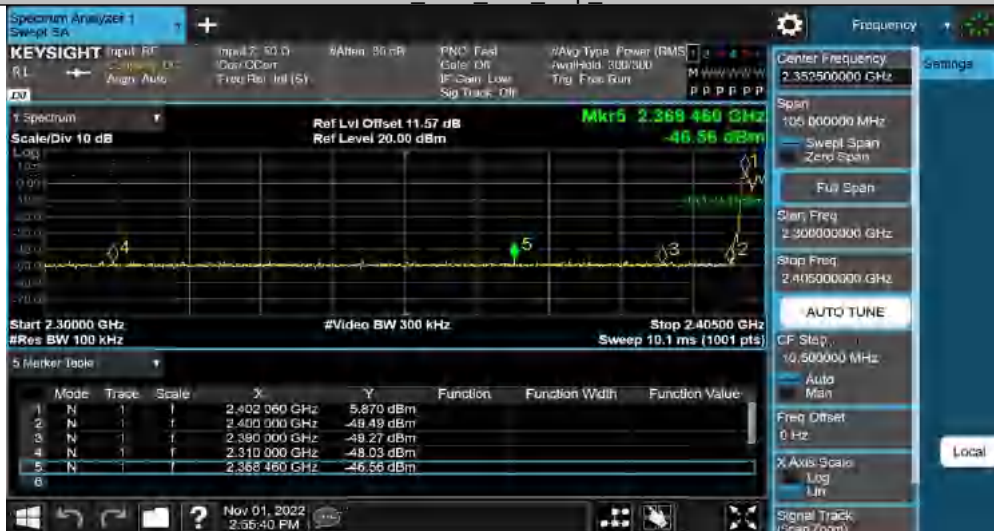 Spectrum Analyzer 1
Swept SA
+
Frequency
KEYSIGHT
Input: RF
Input Z: 50 Ω
#Atten: 30 dB
PNO: Fast
#Avg Type: Power (RMS
RL
Corr CCorr
Gate: Off
Avg|Hold: 300/300
Align: Auto
Freq Ref: Int (S)
IF Gain: Low
Trig: Free Run
Sig Track: Off
P P P P P P
Center Frequency
2.352500000 GHz
Settings
Span
105.000000 MHz
Swept Span
Zero Span
Full Span
Start Freq
2.300000000 GHz
Stop Freq
2.405000000 GHz
AUTO TUNE
CF Step
10.500000 MHz
Auto
Man
Freq Offset
0 Hz
X Axis Scale
Log
Lin
Signal Track
(Span Zoom)
Local
1 Spectrum
Scale/Div 10 dB
Ref Lvl Offset 11.57 dB
Ref Level 20.00 dBm
Mkr5 2.368 460 GHz
-46.56 dBm
Log
1
4
5
3
2
Start 2.30000 GHz
#Res BW 100 kHz
#Video BW 300 kHz
Stop 2.40500 GHz
Sweep 10.1 ms (1001 pts)
5 Marker Table
Mode Trace Scale X Y Function Function Width Function Value
1 N 1 f 2.402 060 GHz 5.870 dBm
2 N 1 f 2.400 000 GHz -49.49 dBm
3 N 1 f 2.390 000 GHz -49.27 dBm
4 N 1 f 2.310 000 GHz -48.03 dBm
5 N 1 f 2.368 460 GHz -46.56 dBm
6
?
Nov 01, 2022
2:55:40 PM